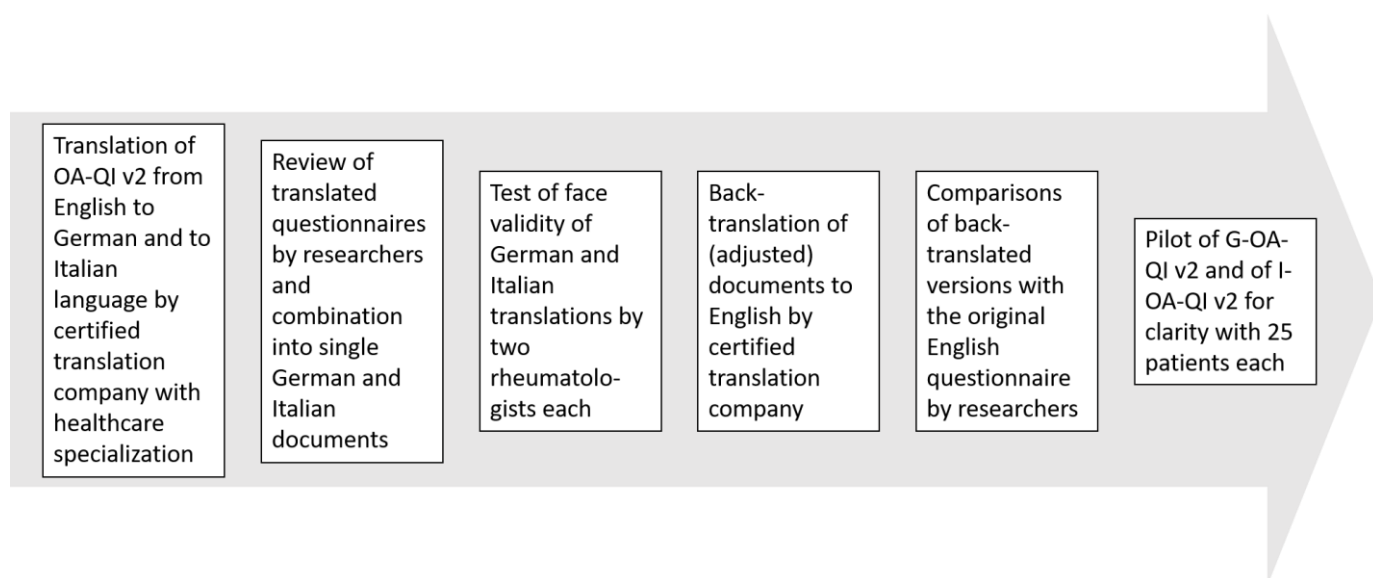 Translation of
OA-QI v2 from
English to
German and to
Italian
language by
certified
translation
company with
healthcare
specialization
Review of
translated
questionnaires
by researchers
and
combination
into single
German and
Italian
documents
Test of face
validity of
German and
Italian
translations by
two
rheumatolo-
gists each
Back-
translation of
(adjusted)
documents to
English by
certified
translation
company
Comparisons
of back-
translated
versions with
the original
English
questionnaire
by researchers
Pilot of G-OA-
QI v2 and of I-
OA-QI v2 for
clarity with 25
patients each